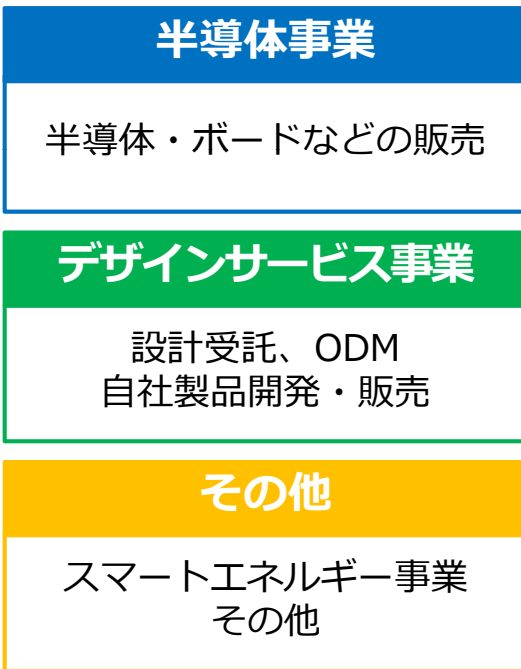 半導体事業
半導体・ボードなどの販売
デザインサービス事業
設計受託、ODM
自社製品開発・販売
その他
スマートエネルギー事業
その他